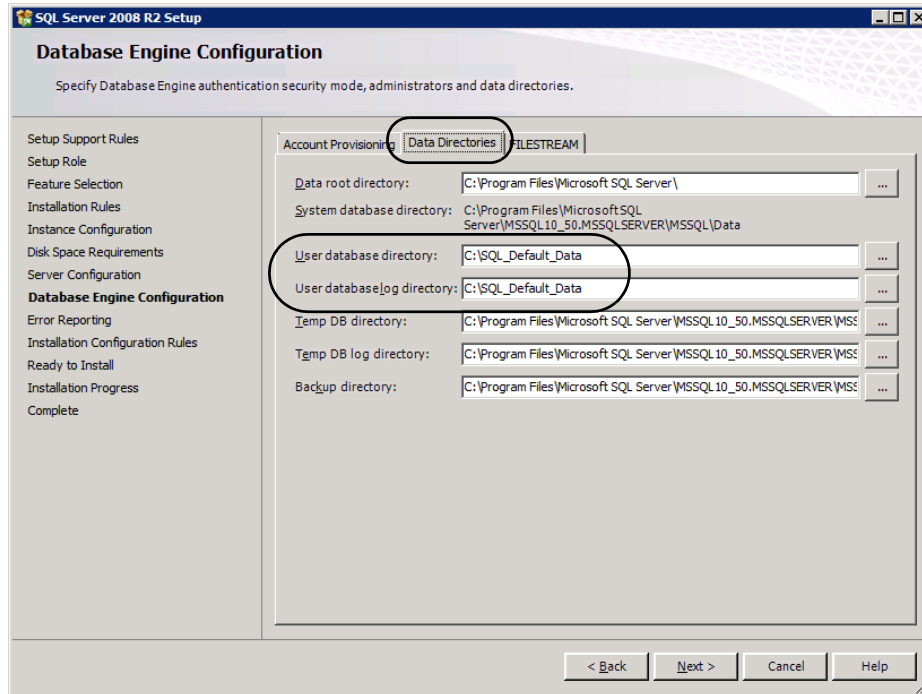 SQL Server 2008 R2 Setup
Database Engine Configuration
Specify Database Engine authentication security mode, administrators and data directories.
Setup Support Rules
Setup Role
Feature Selection
Installation Rules
Instance Configuration
Disk Space Requirements
Server Configuration
Database Engine Configuration
Error Reporting
Installation Configuration Rules
Ready to Install
Installation Progress
Complete
Account Provisioning Data Directories FILESTREAM
Data root directory: C:\Program Files\Microsoft SQL Server\ ...
System database directory: C:\Program Files\Microsoft SQL
Server\MSSQL10_50.MSSQLSERVER\MSSQL\Data
User database directory: C:\SQL_Default_Data ...
User database log directory: C:\SQL_Default_Data ...
Temp DB directory: C:\Program Files\Microsoft SQL Server\MSSQL10_50.MSSQLSERVER\MSS ...
Temp DB log directory: C:\Program Files\Microsoft SQL Server\MSSQL10_50.MSSQLSERVER\MSS ...
Backup directory: C:\Program Files\Microsoft SQL Server\MSSQL10_50.MSSQLSERVER\MSS ...
< Back Next > Cancel Help